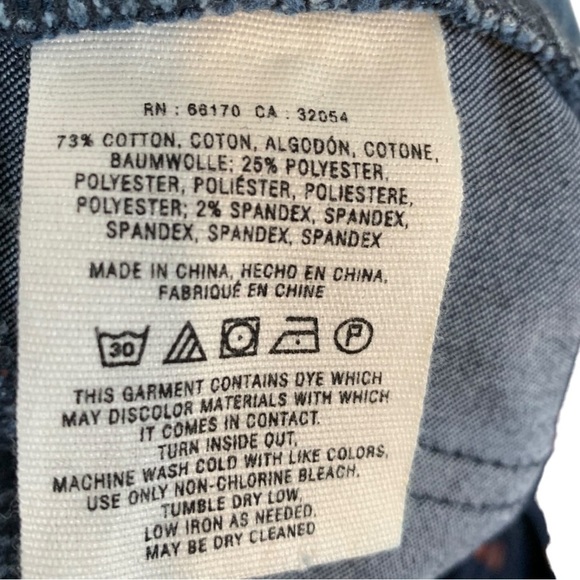 RN : 66170 CA : 32054
73% COTTON, COTON, ALGODÓN, COTONE,
BAUMWOLLE; 25% POLYESTER,
POLYESTER, POLIÉSTER, POLIESTERE,
POLYESTER; 2% SPANDEX, SPANDEX,
SPANDEX, SPANDEX, SPANDEX
MADE IN CHINA, HECHO EN CHINA,
FABRIQUÉ EN CHINE
30 P
THIS GARMENT CONTAINS DYE WHICH
MAY DISCOLOR MATERIALS WITH WHICH
IT COMES IN CONTACT.
TURN INSIDE OUT,
MACHINE WASH COLD WITH LIKE COLORS,
USE ONLY NON-CHLORINE BLEACH,
TUMBLE DRY LOW,
LOW IRON AS NEEDED.
MAY BE DRY CLEANED